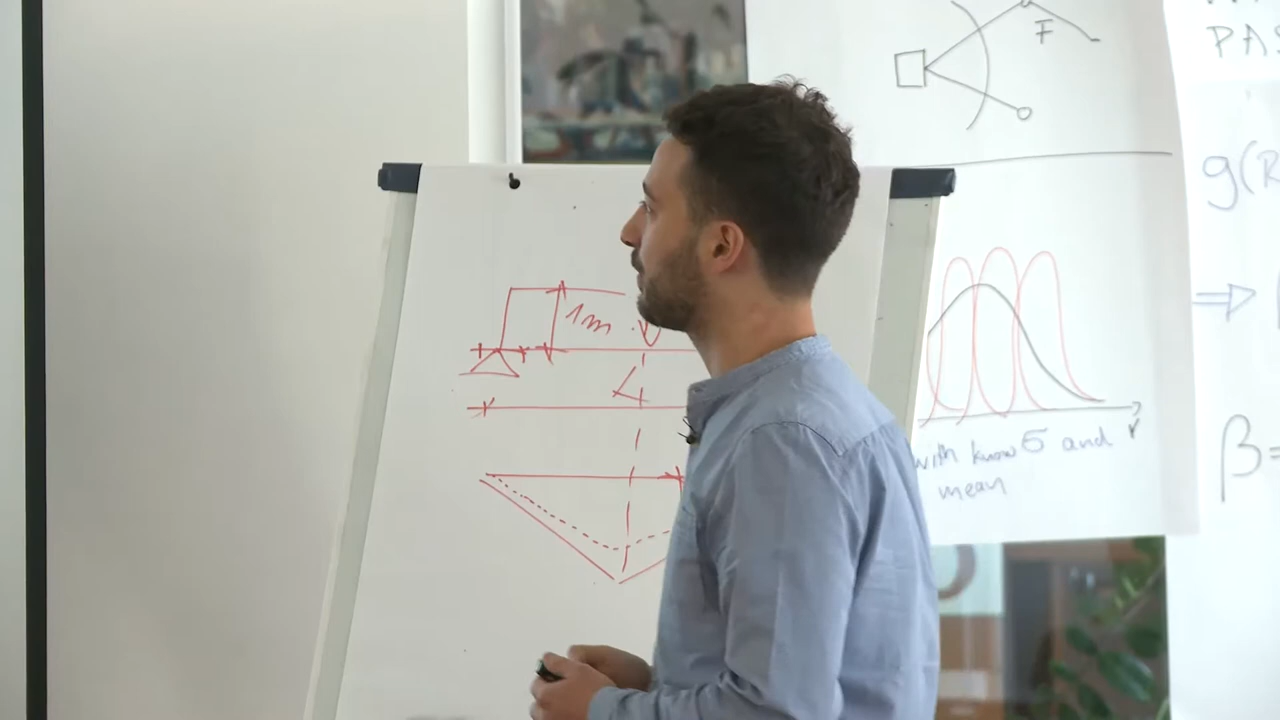 1m
F
PAS
g(R
⇒
with know σ and
mean
r
β=